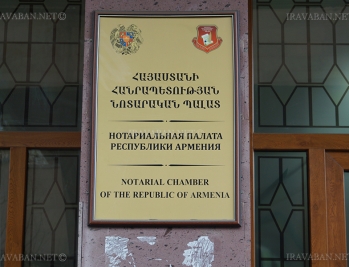 IRAVABAN.NET ©
IRAVABAN.NET ©
ՀԱՅԱՍՏԱՆԻ
ՀԱՆՐԱՊԵՏՈՒԹՅԱՆ
ՆՈՏԱՐԱԿԱՆ ՊԱԼԱՏ
НОТАРИАЛЬНАЯ ПАЛАТА
РЕСПУБЛИКИ АРМЕНИЯ
NOTARIAL CHAMBER
OF THE REPUBLIC OF ARMENIA
IRAVABAN.NET ©
IRAVABAN.NET ©